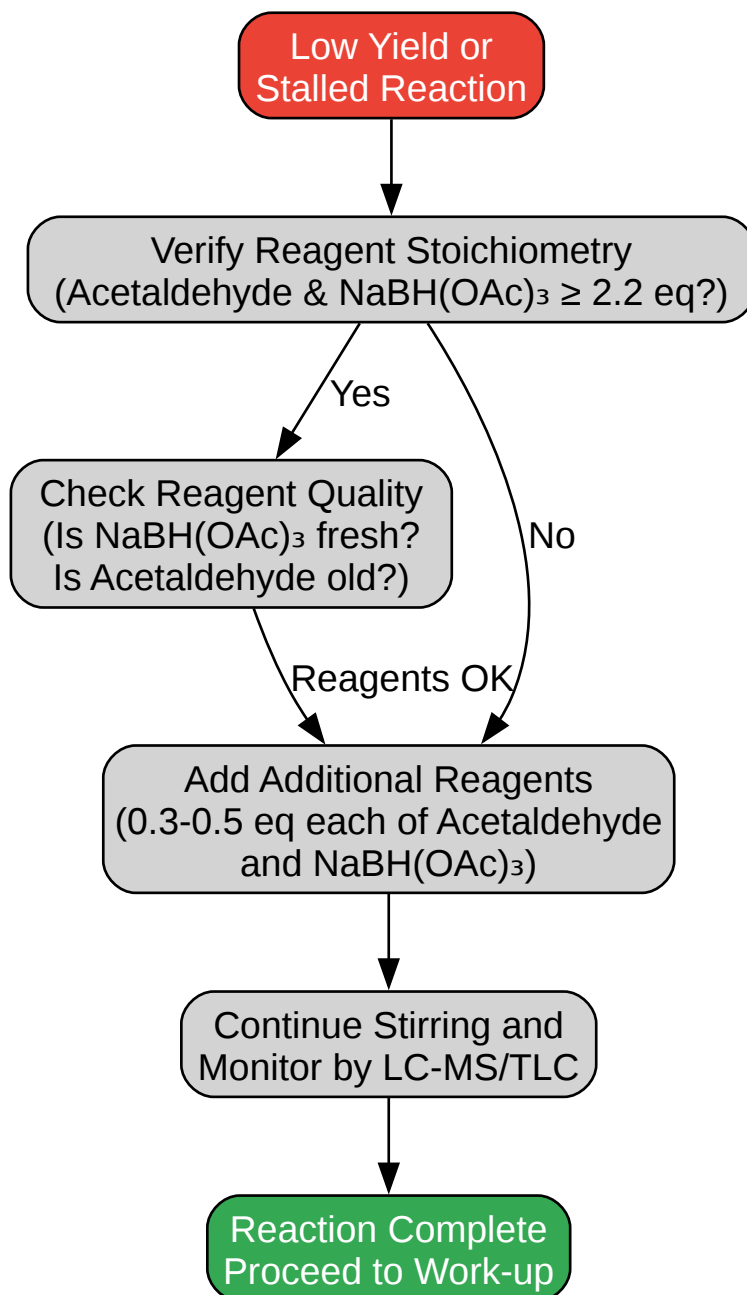 Low Yield or
Stalled Reaction
Verify Reagent Stoichiometry
(Acetaldehyde & NaBH(OAc)₃ ≥ 2.2 eq?)
Yes
Check Reagent Quality
(Is NaBH(OAc)₃ fresh?
Is Acetaldehyde old?)
No
Reagents OK
Add Additional Reagents
(0.3-0.5 eq each of Acetaldehyde
and NaBH(OAc)₃)
Continue Stirring and
Monitor by LC-MS/TLC
Reaction Complete
Proceed to Work-up